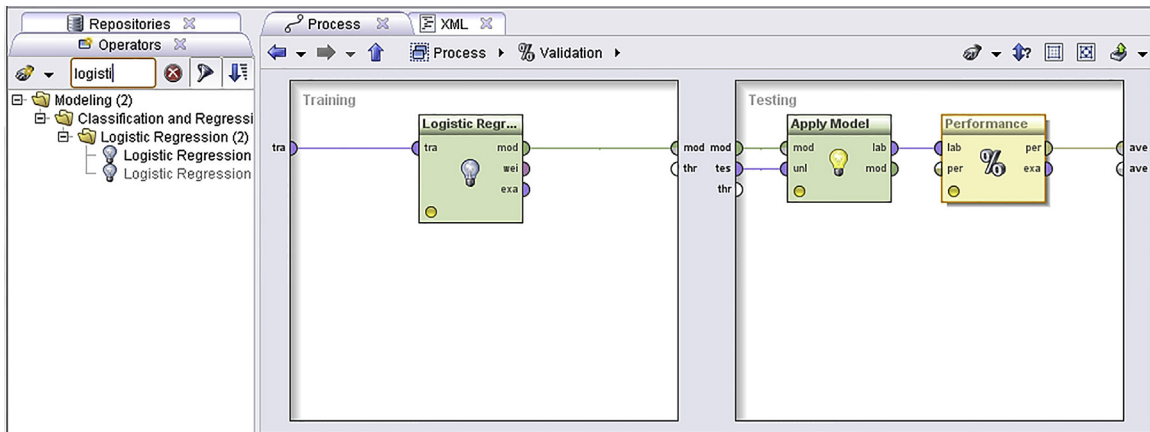 Repositories
Operators
logisti
Modeling (2)
Classification and Regressi
Logistic Regression (2)
Logistic Regression
Logistic Regression
Process
XML
Process
% Validation
Training
tra
Logistic Regr...
tra
mod
wei
exa
mod
thr
Testing
mod
tes
thr
Apply Model
mod
lab
unl
mod
Performance
lab
per
per
exa
%
ave
ave